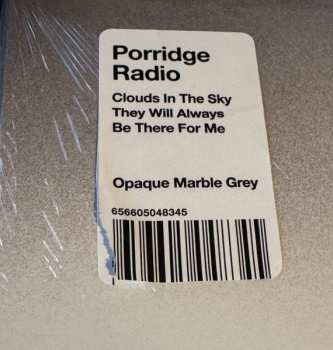 Porridge
Radio
Clouds In The Sky
They Will Always
Be There For Me
Opaque Marble Grey
656605048345